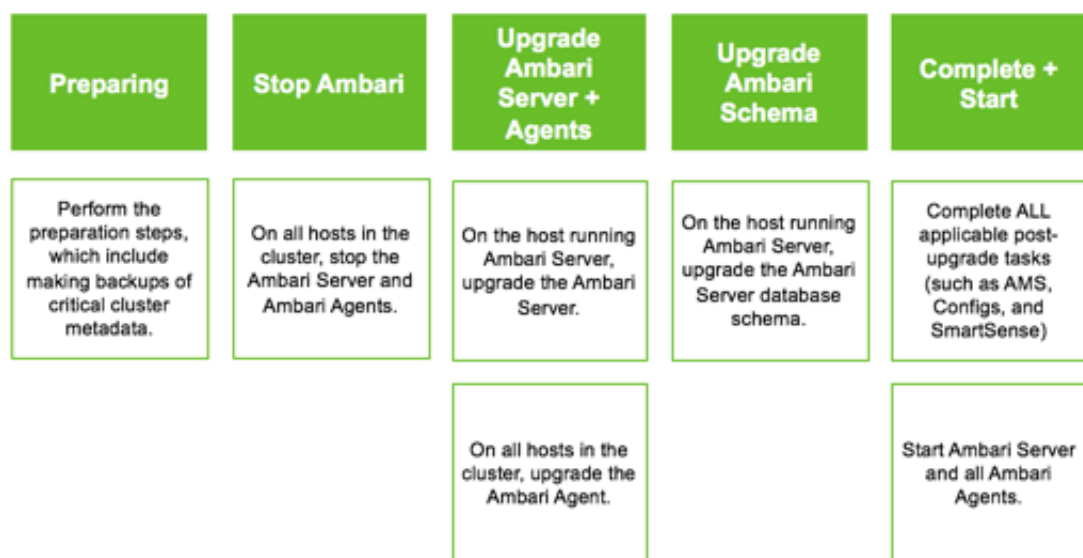 Preparing
Stop Ambari
Upgrade
Ambari
Server +
Agents
Upgrade
Ambari
Schema
Complete +
Start
Perform the
preparation steps,
which include
making backups of
critical cluster
metadata.
On all hosts in the
cluster, stop the
Ambari Server and
Ambari Agents.
On the host running
Ambari Server,
upgrade the Ambari
Server.
On the host running
Ambari Server,
upgrade the Ambari
Server database
schema.
Complete ALL
applicable post-
upgrade tasks
(such as AMS,
Configs, and
SmartSense)
On all hosts in the
cluster, upgrade the
Ambari Agent.
Start Ambari Server
and all Ambari
Agents.